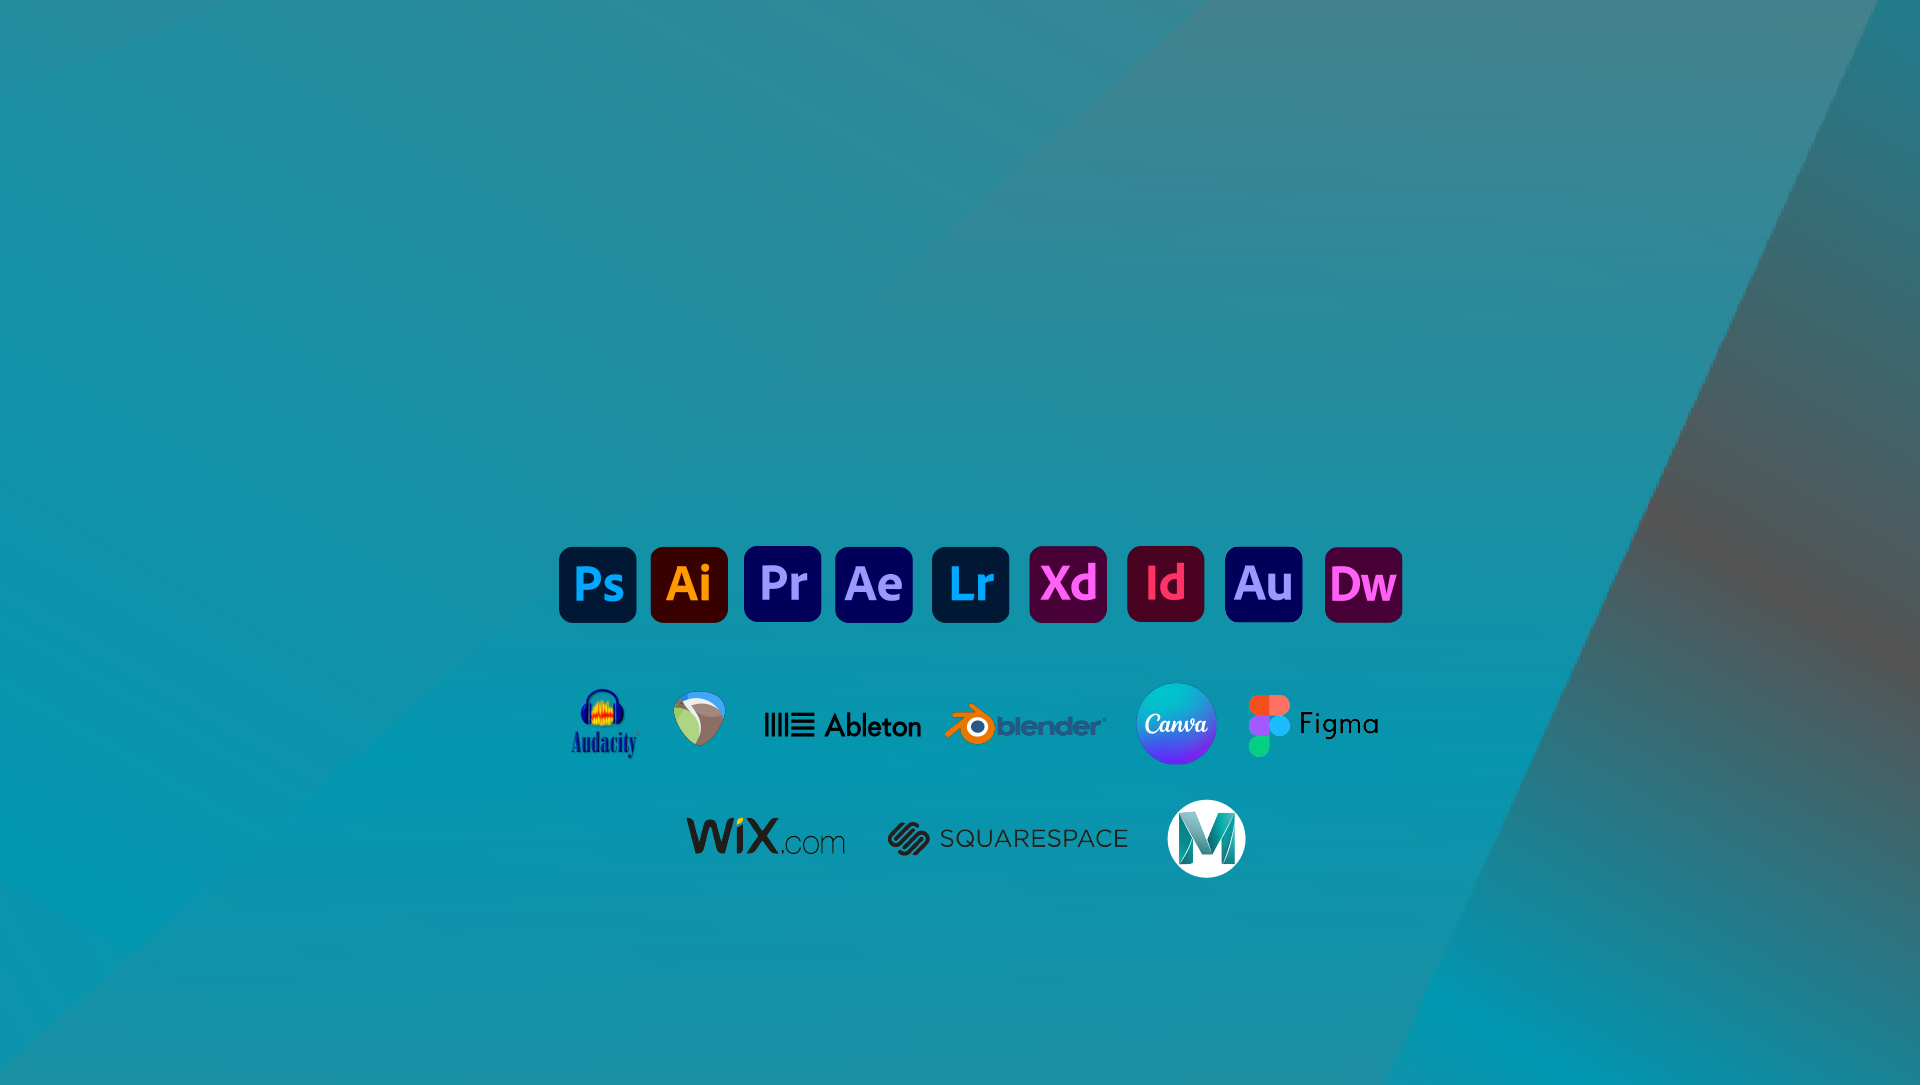 Ps Ai Pr Ae Lr Xd Id Au Dw
Audacity Ableton blender Canva Figma
WiX.com SQUARESPACE M